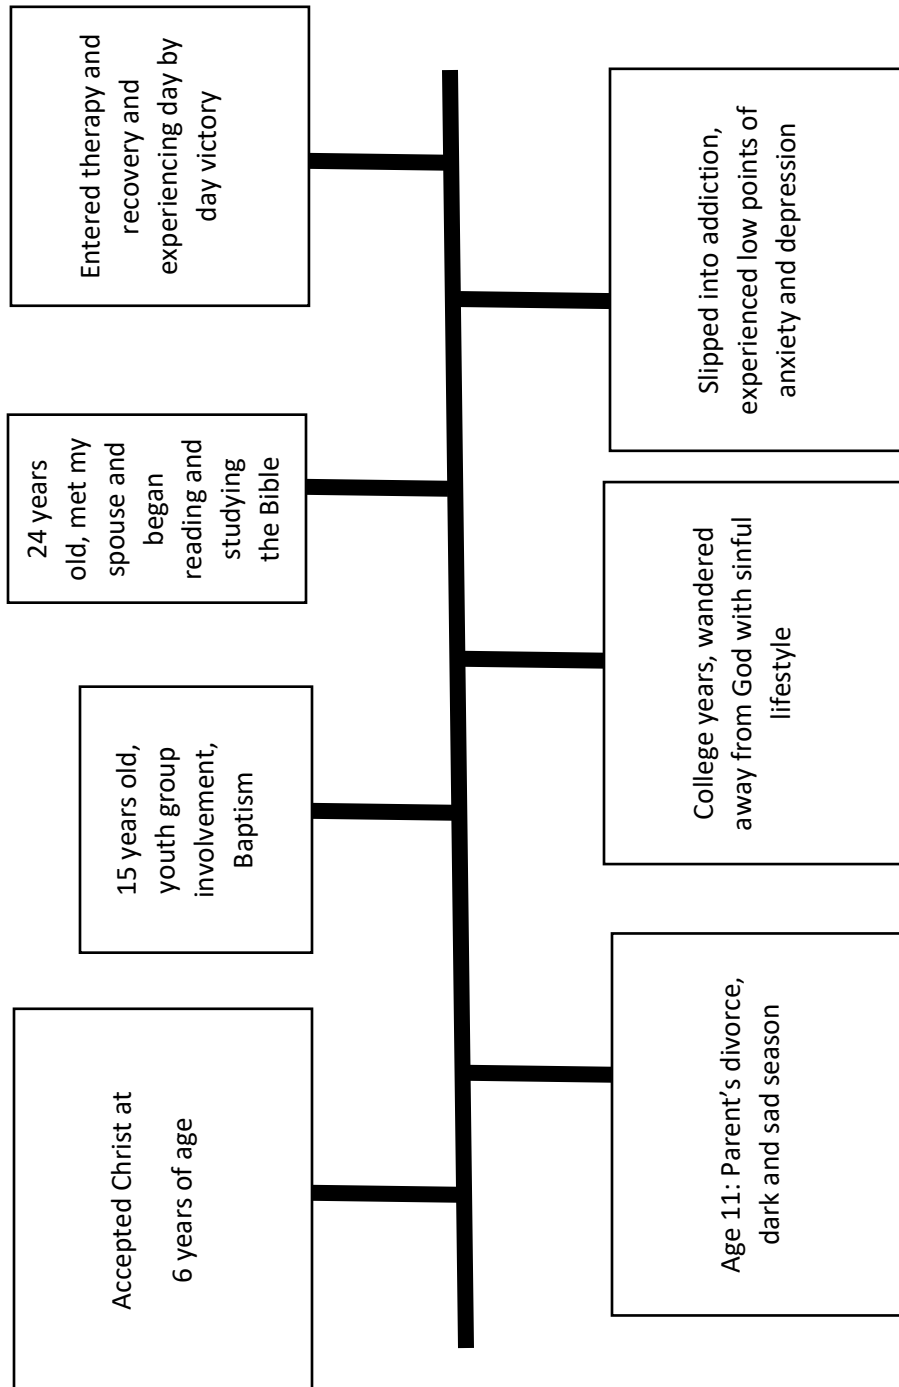 Accepted Christ at
6 years of age
15 years old,
youth group
involvement,
Baptism
24 years
old, met my
spouse and
began
reading and
studying
the Bible
Entered therapy and
recovery and
experiencing day by
day victory
Age 11: Parent’s divorce,
dark and sad season
College years, wandered
away from God with sinful
lifestyle
Slipped into addiction,
experienced low points of
anxiety and depression